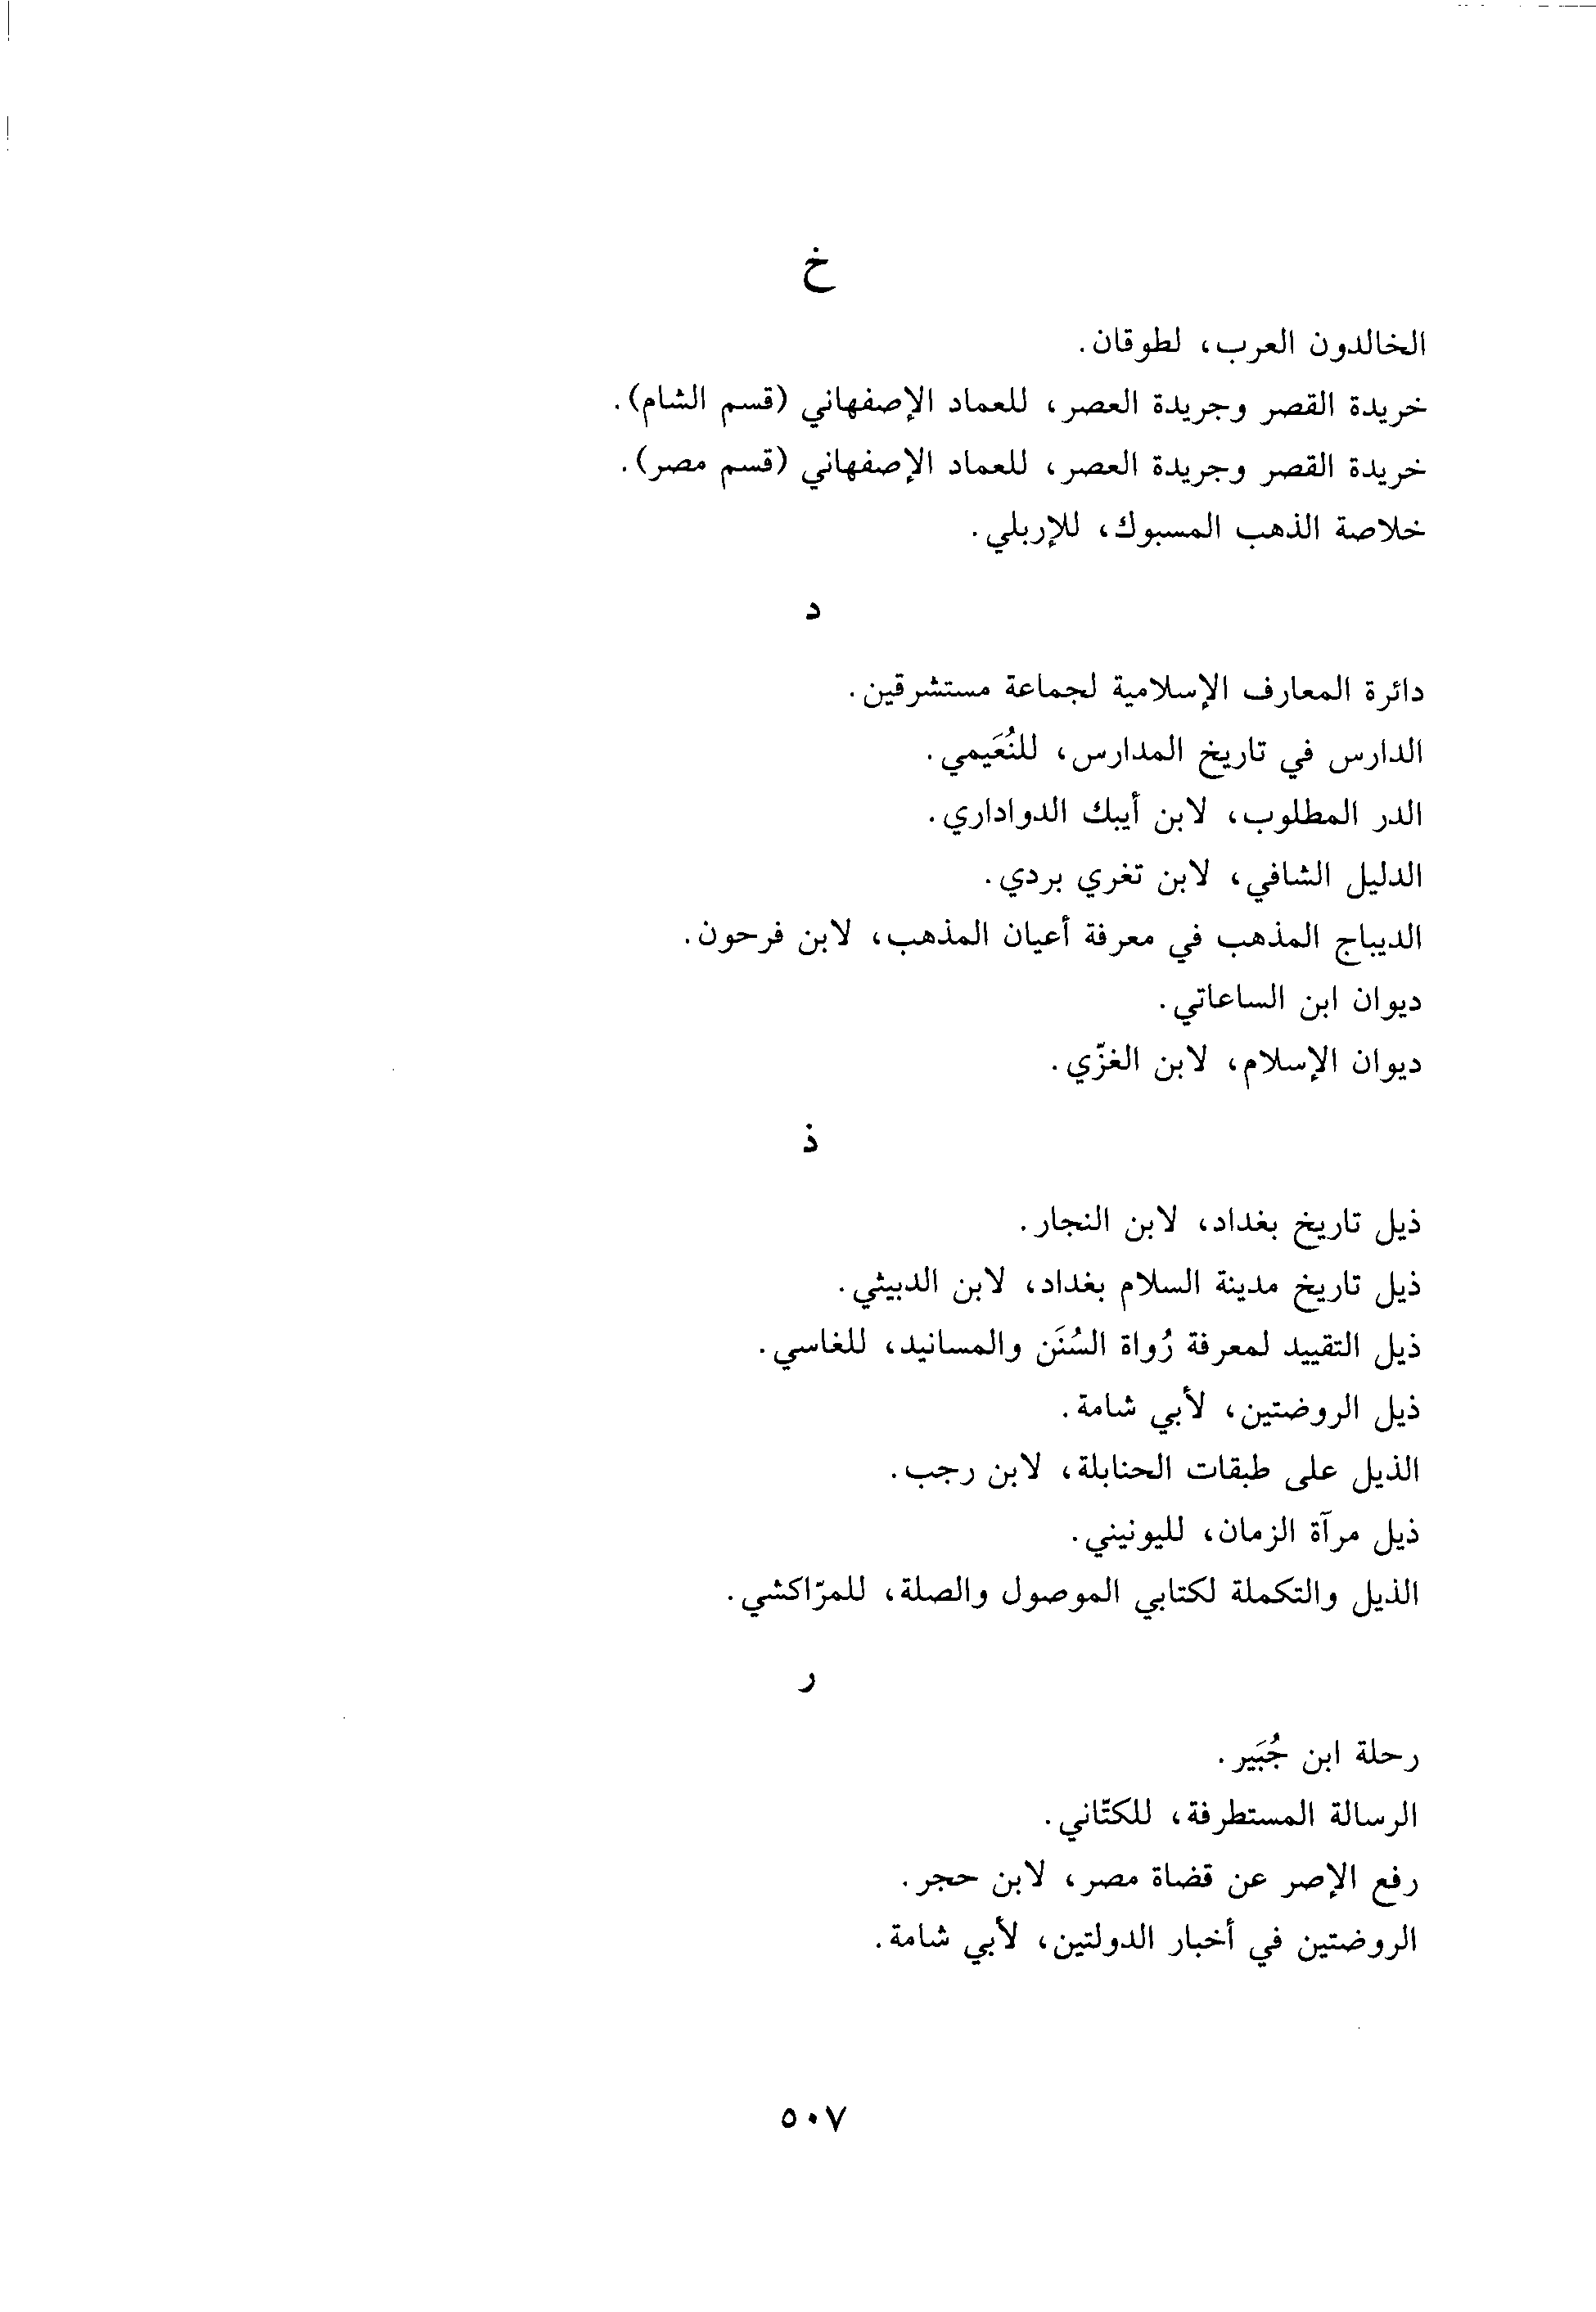 خ
الخالدون العرب، لطوقان.
خريدة القصر وجريدة العصر، للعماد الإصفهاني (قسم الشام).
خريدة القصر وجريدة العصر، للعماد الإصفهاني (قسم مصر).
خلاصة الذهب المسبوك، للإربلي.
د
دائرة المعارف الإسلامية لجماعة مستشرقين.
الدارس في تاريخ المدارس، للنُعَيمي.
الدر المطلوب، لابن أيبك الدواداري.
الدليل الشافي، لابن تغري بردي.
الديباج المذهب في معرفة أعيان المذهب، لابن فرحون.
ديوان ابن الساعاتي.
ديوان الإسلام، لابن الغزّي.
ذ
ذيل تاريخ بغداد، لابن النجار.
ذيل تاريخ مدينة السلام بغداد، لابن الدبيثي.
ذيل التقييد لمعرفة رُواة السُنَن والمسانيد، للغاسي.
ذيل الروضتين، لأبي شامة.
الذيل على طبقات الحنابلة، لابن رجب.
ذيل مرآة الزمان، لليونيني.
الذيل والتكملة لكتابي الموصول والصلة، للمرّاكشي.
ر
رحلة ابن جُبَير.
الرسالة المستطرفة، للكتّاني.
رفع الإصر عن قضاة مصر، لابن حجر.
الروضتين في أخبار الدولتين، لأبي شامة.
٥٠٧